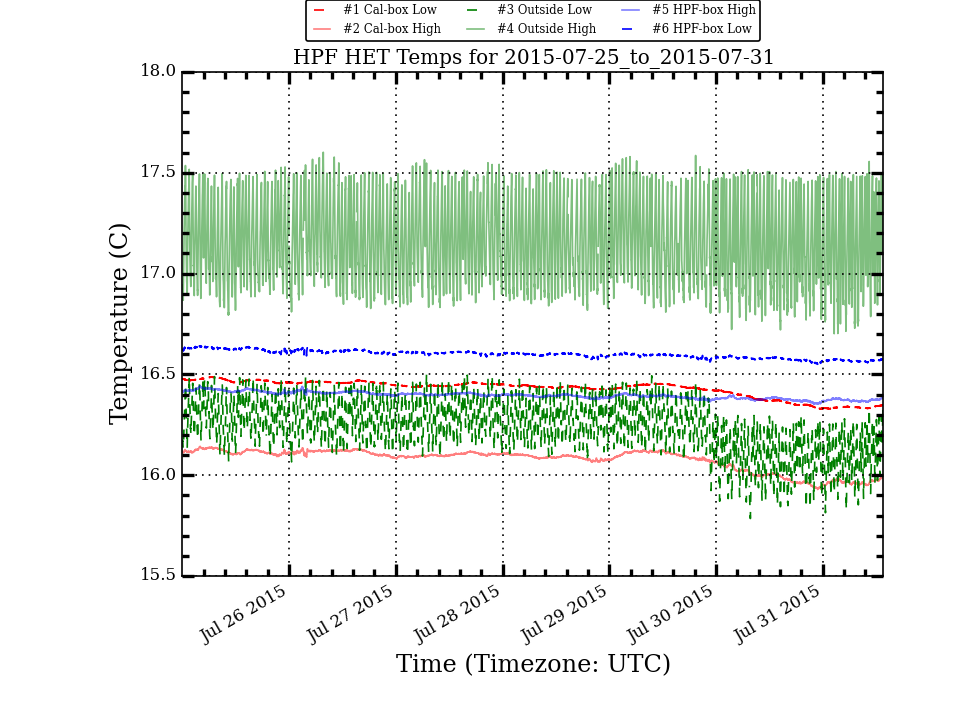 #1 Cal-box Low #3 Outside Low #5 HPF-box High
#2 Cal-box High #4 Outside High #6 HPF-box Low
HPF HET Temps for 2015-07-25_to_2015-07-31
18.0
17.5
17.0
16.5
16.0
15.5
Temperature (C)
Jul 26 2015 Jul 27 2015 Jul 28 2015 Jul 29 2015 Jul 30 2015 Jul 31 2015
Time (Timezone: UTC)